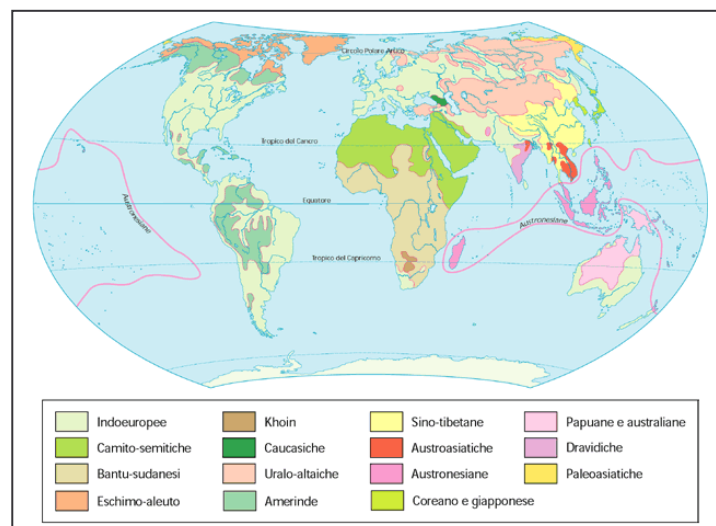 Circolo Polare Artico
Tropico del Cancro
Equatore
Tropico del Capricorno
Austronesiane
Austronesiane
Indoeuropee
Camito-semitiche
Bantu-sudanesi
Eschimo-aleuto
Khoin
Caucasiche
Uralo-altaiche
Amerinde
Sino-tibetane
Austroasiatiche
Austronesiane
Coreano e giapponese
Papuane e australiane
Dravidiche
Paleoasiatiche